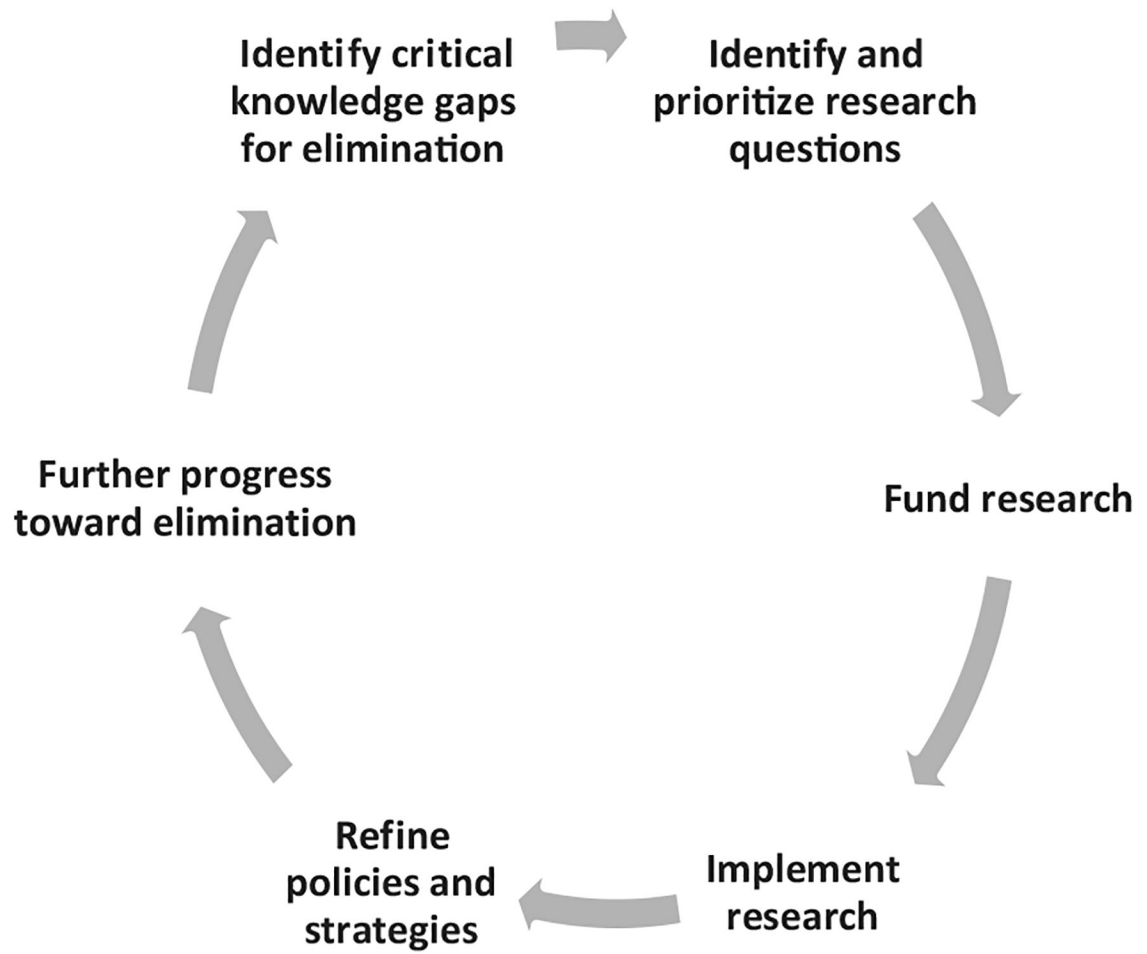 Identify critical
knowledge gaps
for elimination
Identify and
prioritize research
questions
Fund research
Implement
research
Refine
policies and
strategies
Further progress
toward elimination